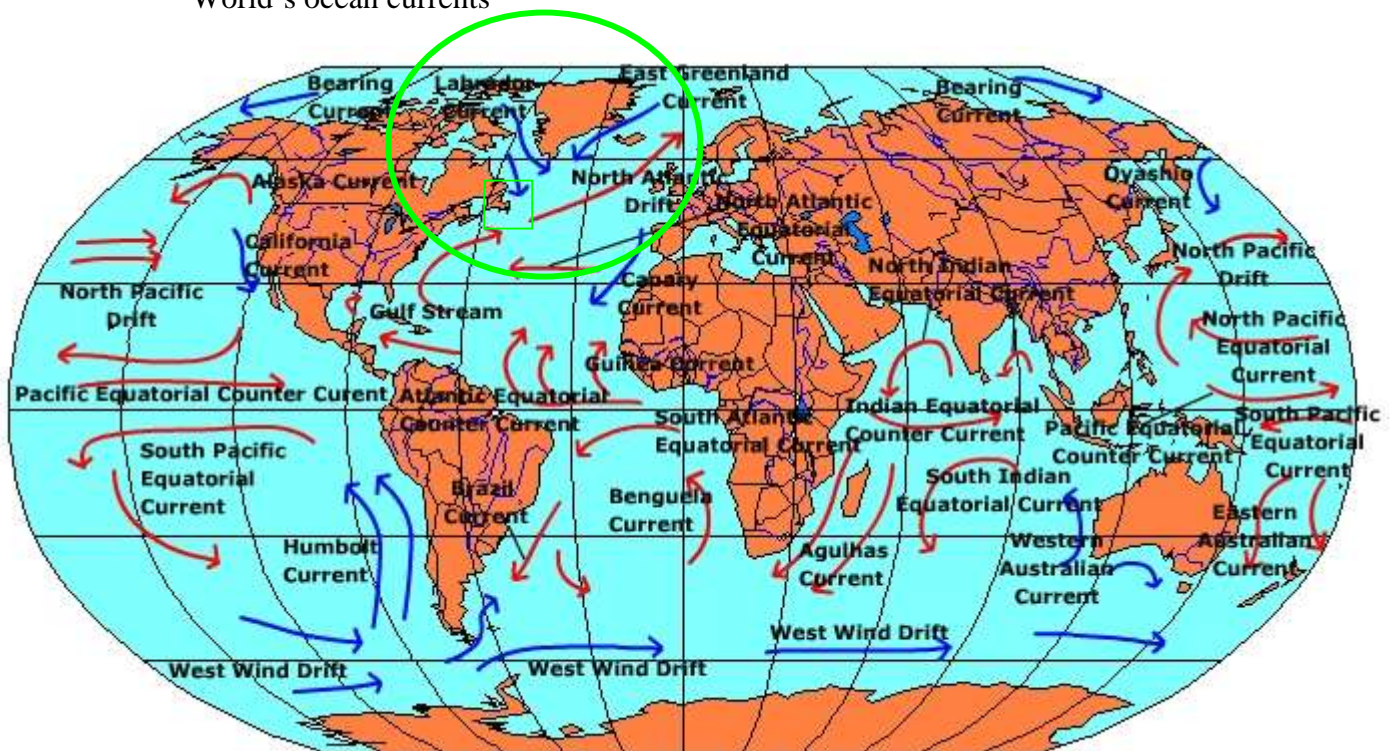 World's ocean currents
Bearing
Current
Labrador
Current
East Greenland
Current
Bearing
Current
Alaska Current
North Atlantic
Drift
North Atlantic
Equatorial
Current
Oyashio
Current
California
Current
North Pacific
Drift
Gulf Stream
Canary
Current
North Indian
Equatorial Current
North Pacific
Drift
North Pacific
Equatorial
Current
Guinea Corrent
Pacific Equatorial Counter Curent
Atlantic Equatorial
Counter Current
South Atlantic
Equatorial Current
Indian Equatorial
Counter Current
Pacific Equatorial
Counter Current
South Pacific
Equatorial
Current
South Pacific
Equatorial
Current
Brazil
Current
Benguela
Current
South Indian
Equatorial Current
Humbolt
Current
Agulhas
Current
Western
Australian
Current
Eastern
Australian
Current
West Wind Drift
West Wind Drift
West Wind Drift